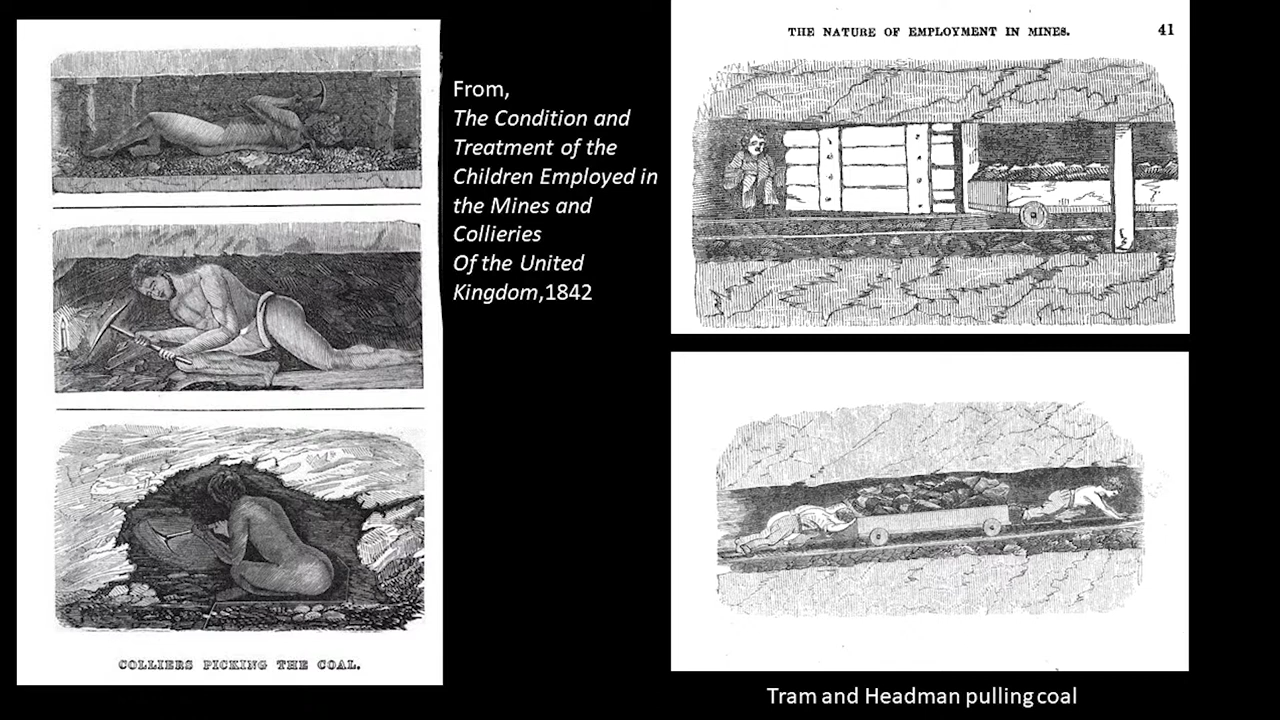 From,
The Condition and
Treatment of the
Children Employed in
the Mines and
Collieries
Of the United
Kingdom,1842
COLLIERS PICKING THE COAL.
THE NATURE OF EMPLOYMENT IN MINES. 41
Tram and Headman pulling coal